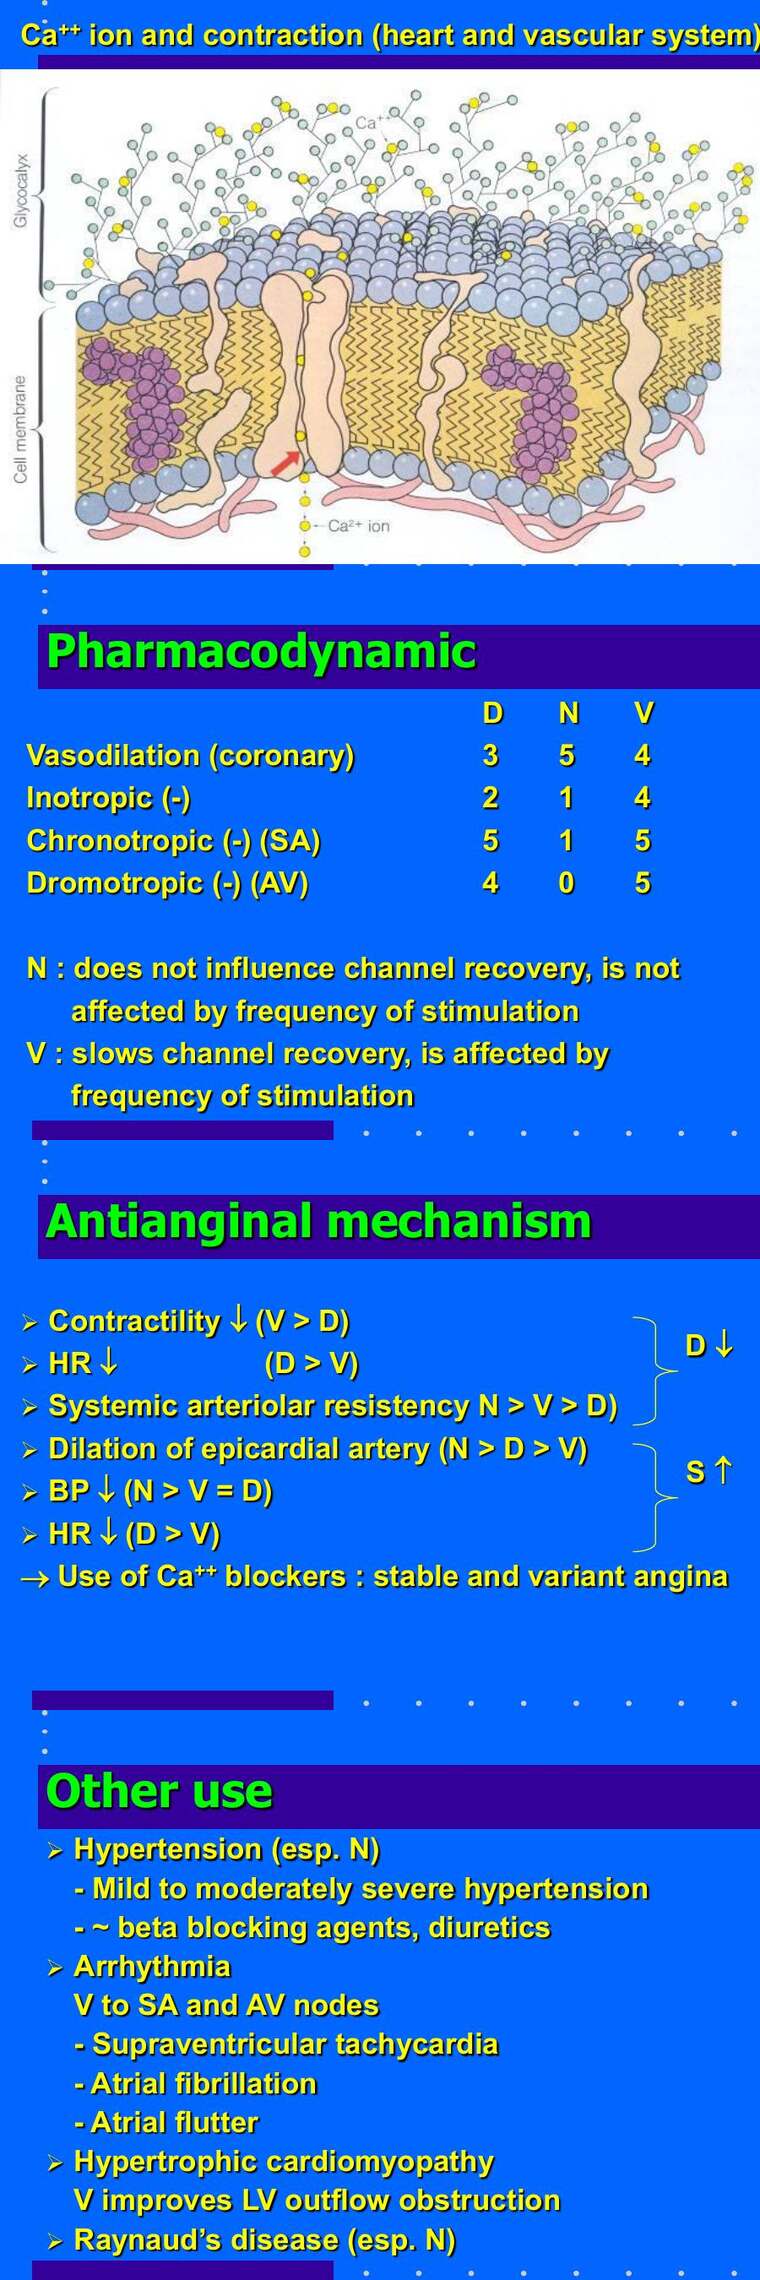 Ca⁺⁺ ion and contraction (heart and vascular system)
Glycocalyx
Ca⁺⁺
Cell membrane
Ca²⁺ ion
Pharmacodynamic
D N V
Vasodilation (coronary) 3 5 4
Inotropic (-) 2 1 4
Chronotropic (-) (SA) 5 1 5
Dromotropic (-) (AV) 4 0 5
N : does not influence channel recovery, is not
affected by frequency of stimulation
V : slows channel recovery, is affected by
frequency of stimulation
Antianginal mechanism
➢ Contractility ↓ (V > D)
➢ HR ↓ (D > V)
D ↓
➢ Systemic arteriolar resistency N > V > D)
➢ Dilation of epicardial artery (N > D > V)
S ↑
➢ BP ↓ (N > V = D)
➢ HR ↓ (D > V)
→ Use of Ca⁺⁺ blockers : stable and variant angina
Other use
➢ Hypertension (esp. N)
- Mild to moderately severe hypertension
- ~ beta blocking agents, diuretics
➢ Arrhythmia
V to SA and AV nodes
- Supraventricular tachycardia
- Atrial fibrillation
- Atrial flutter
➢ Hypertrophic cardiomyopathy
V improves LV outflow obstruction
➢ Raynaud's disease (esp. N)